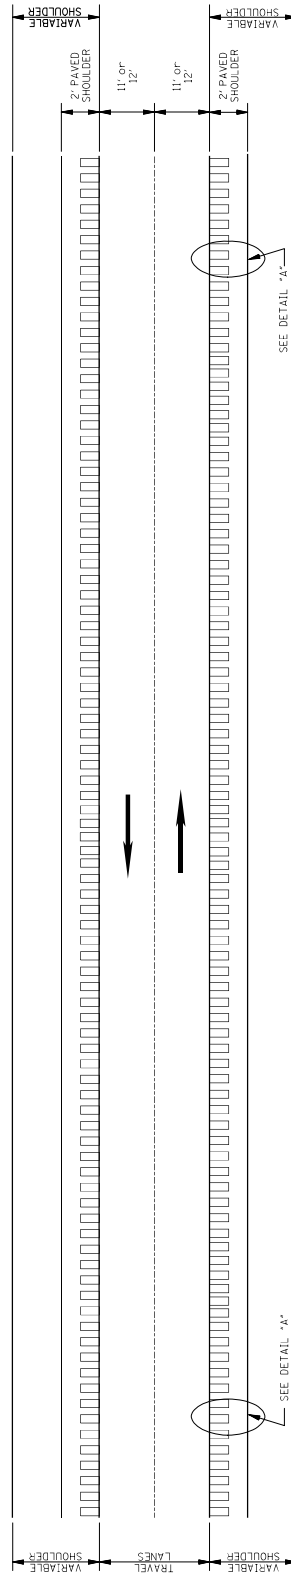 VARIABLE
SHOULDER
VARIABLE
SHOULDER
2' PAVED
SHOULDER
11' or
12'
11' or
12'
2' PAVED
SHOULDER
SEE DETAIL "A"
SEE DETAIL "A"
VARIABLE
SHOULDER
TRAVEL
LANES
VARIABLE
SHOULDER